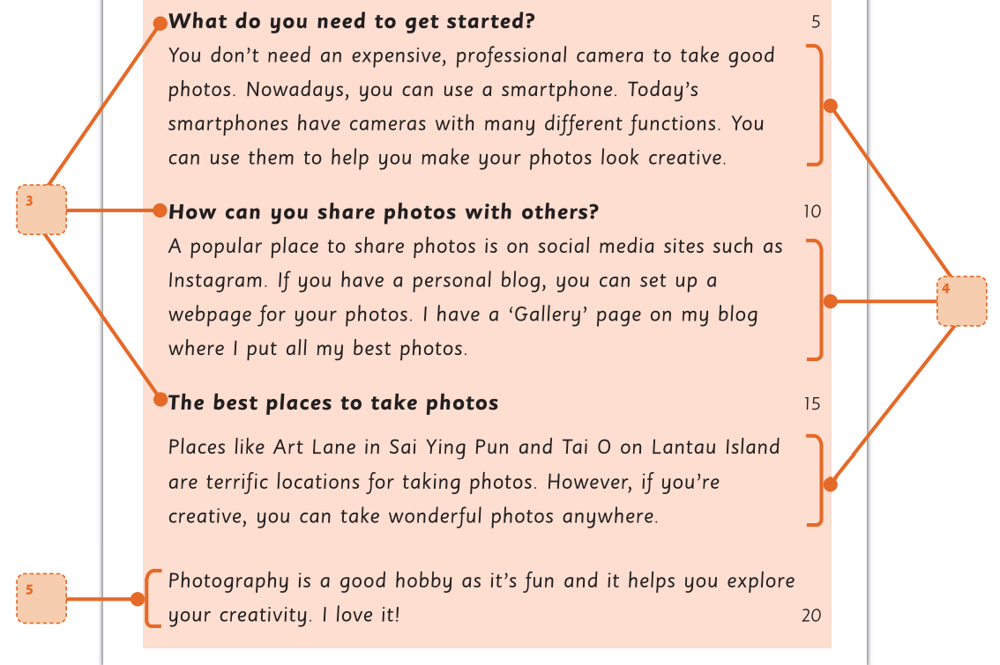 What do you need to get started? 5
You don't need an expensive, professional camera to take good
photos. Nowadays, you can use a smartphone. Today's
smartphones have cameras with many different functions. You
can use them to help you make your photos look creative.
3
How can you share photos with others? 10
A popular place to share photos is on social media sites such as
Instagram. If you have a personal blog, you can set up a
4
webpage for your photos. I have a ‘Gallery’ page on my blog
where I put all my best photos.
The best places to take photos 15
Places like Art Lane in Sai Ying Pun and Tai O on Lantau Island
are terrific locations for taking photos. However, if you're
creative, you can take wonderful photos anywhere.
5
Photography is a good hobby as it's fun and it helps you explore
your creativity. I love it! 20